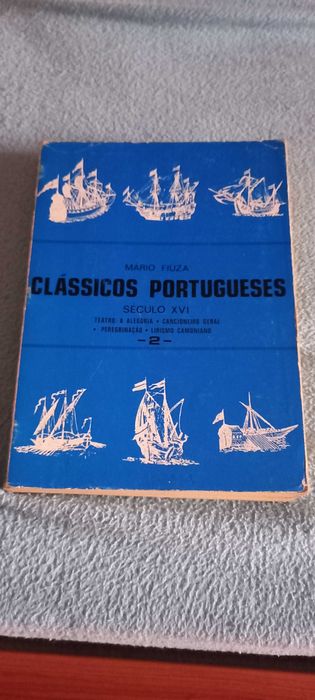 MÁRIO FIÚZA
CLÁSSICOS PORTUGUESES
SÉCULO XVI
TEATRO: A ALEGORIA • CANCIONEIRO GERAL
• PEREGRINAÇÃO • LIRISMO CAMONIANO
-2-